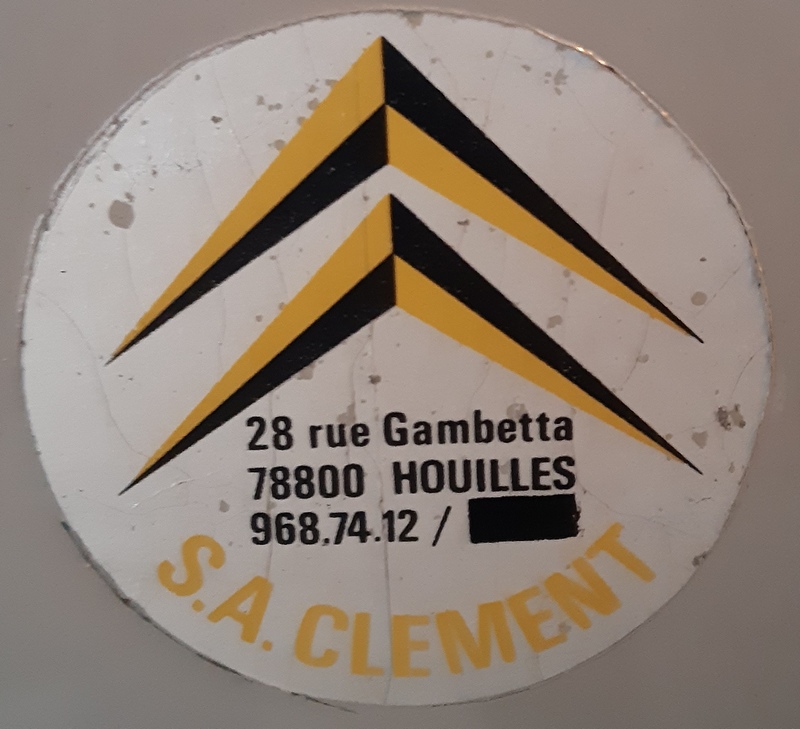 28 rue Gambetta
78800 HOUILLES
968.74.12 /
S.A. CLEMENT